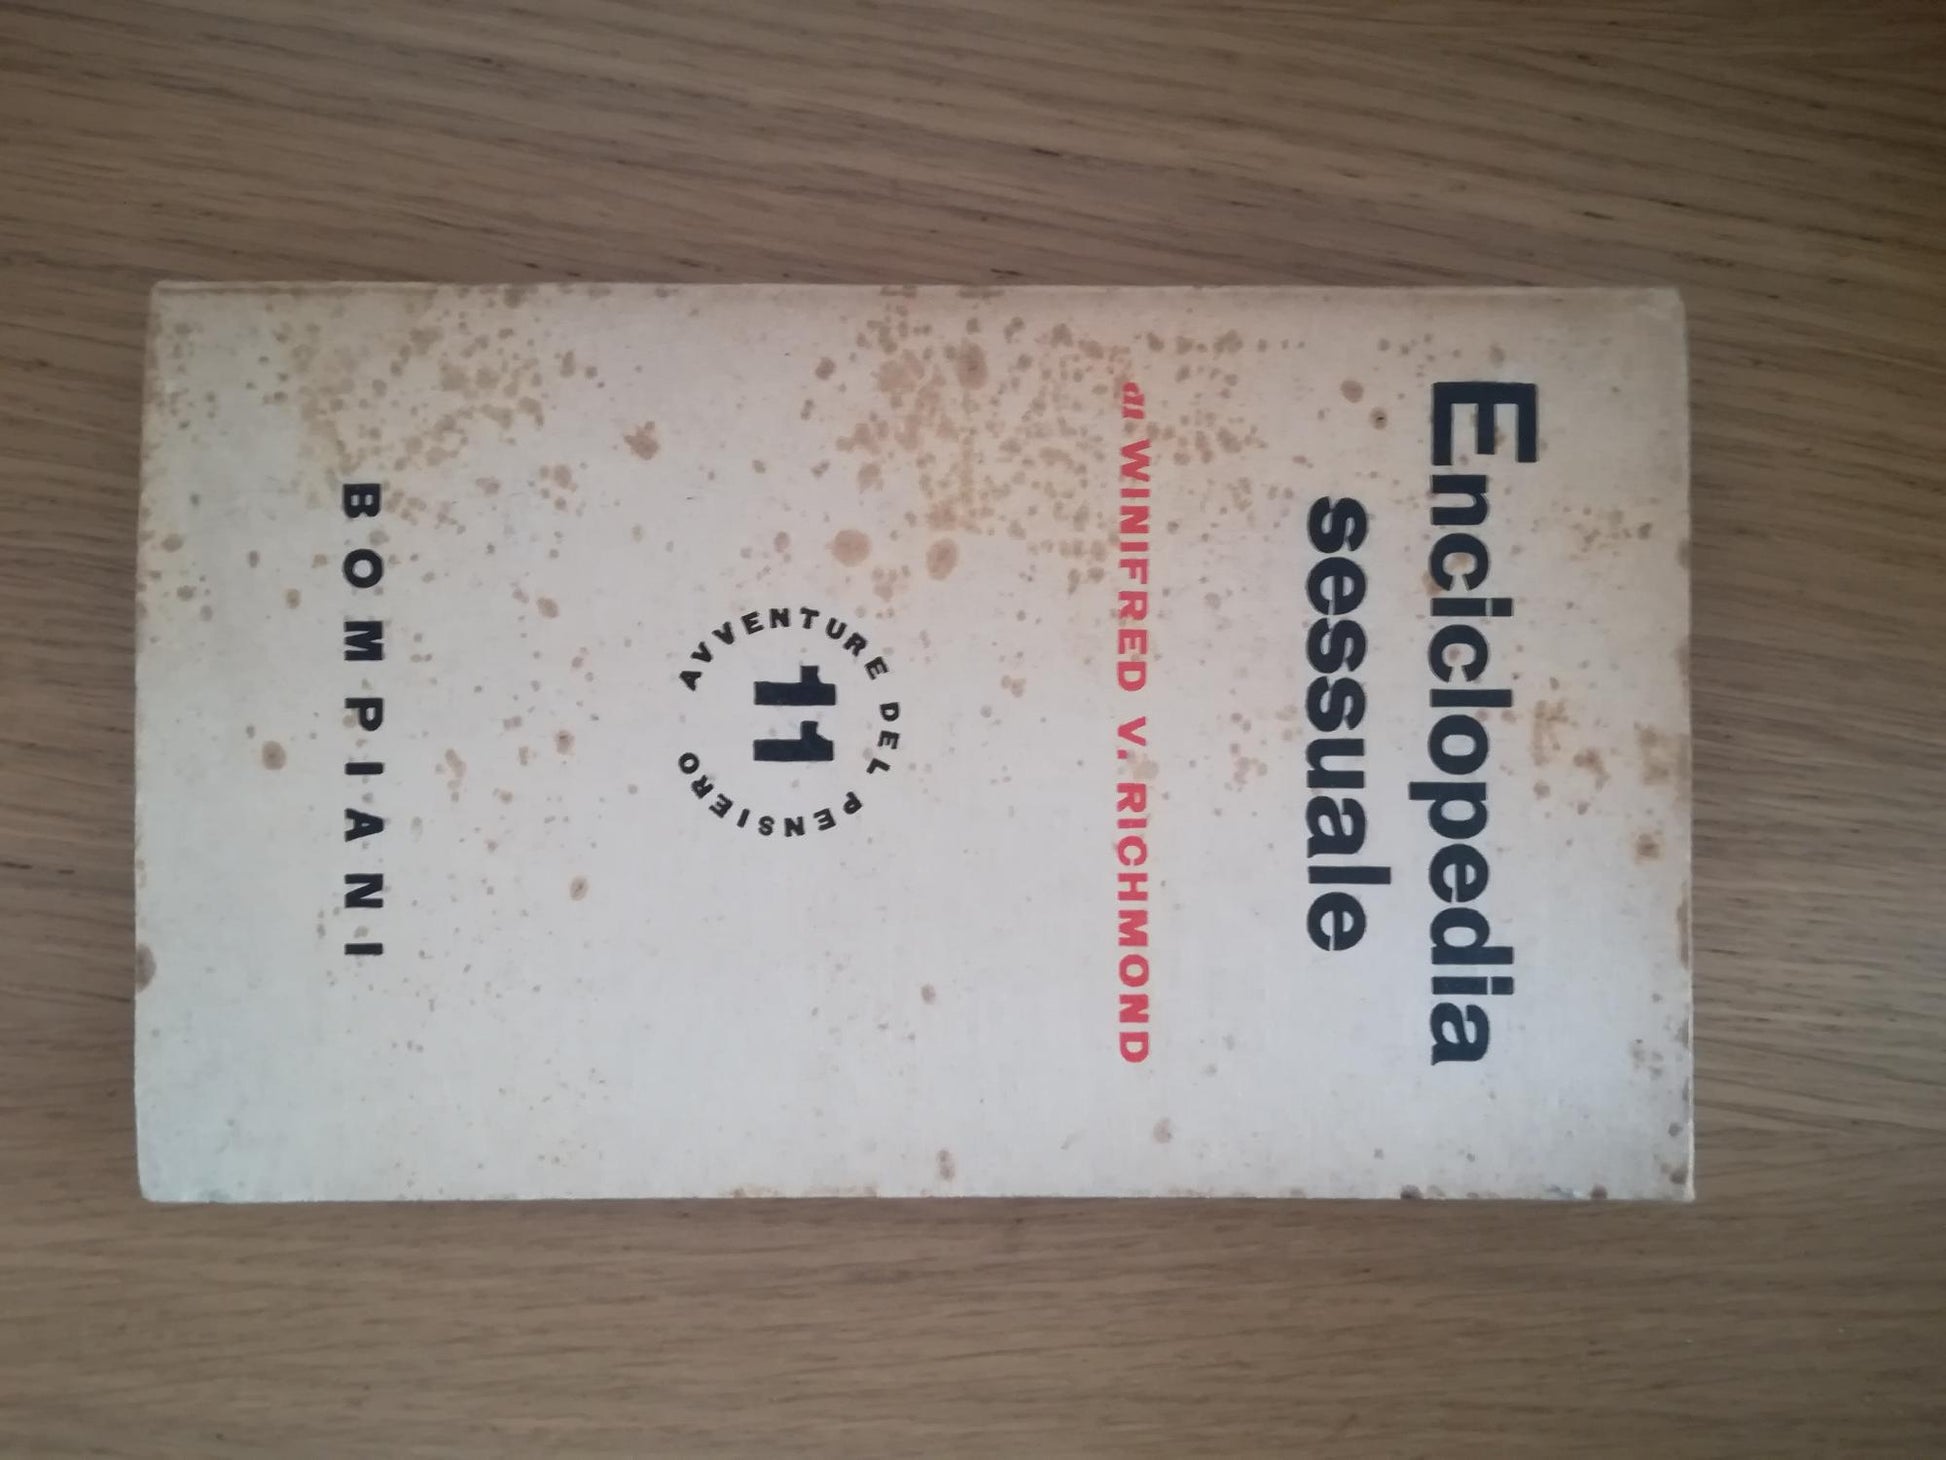 Enciclopedia
sessuale
di WINIFRED V. RICHMOND
AVVENTURE DEL PENSIERO
11
BOMPIANI